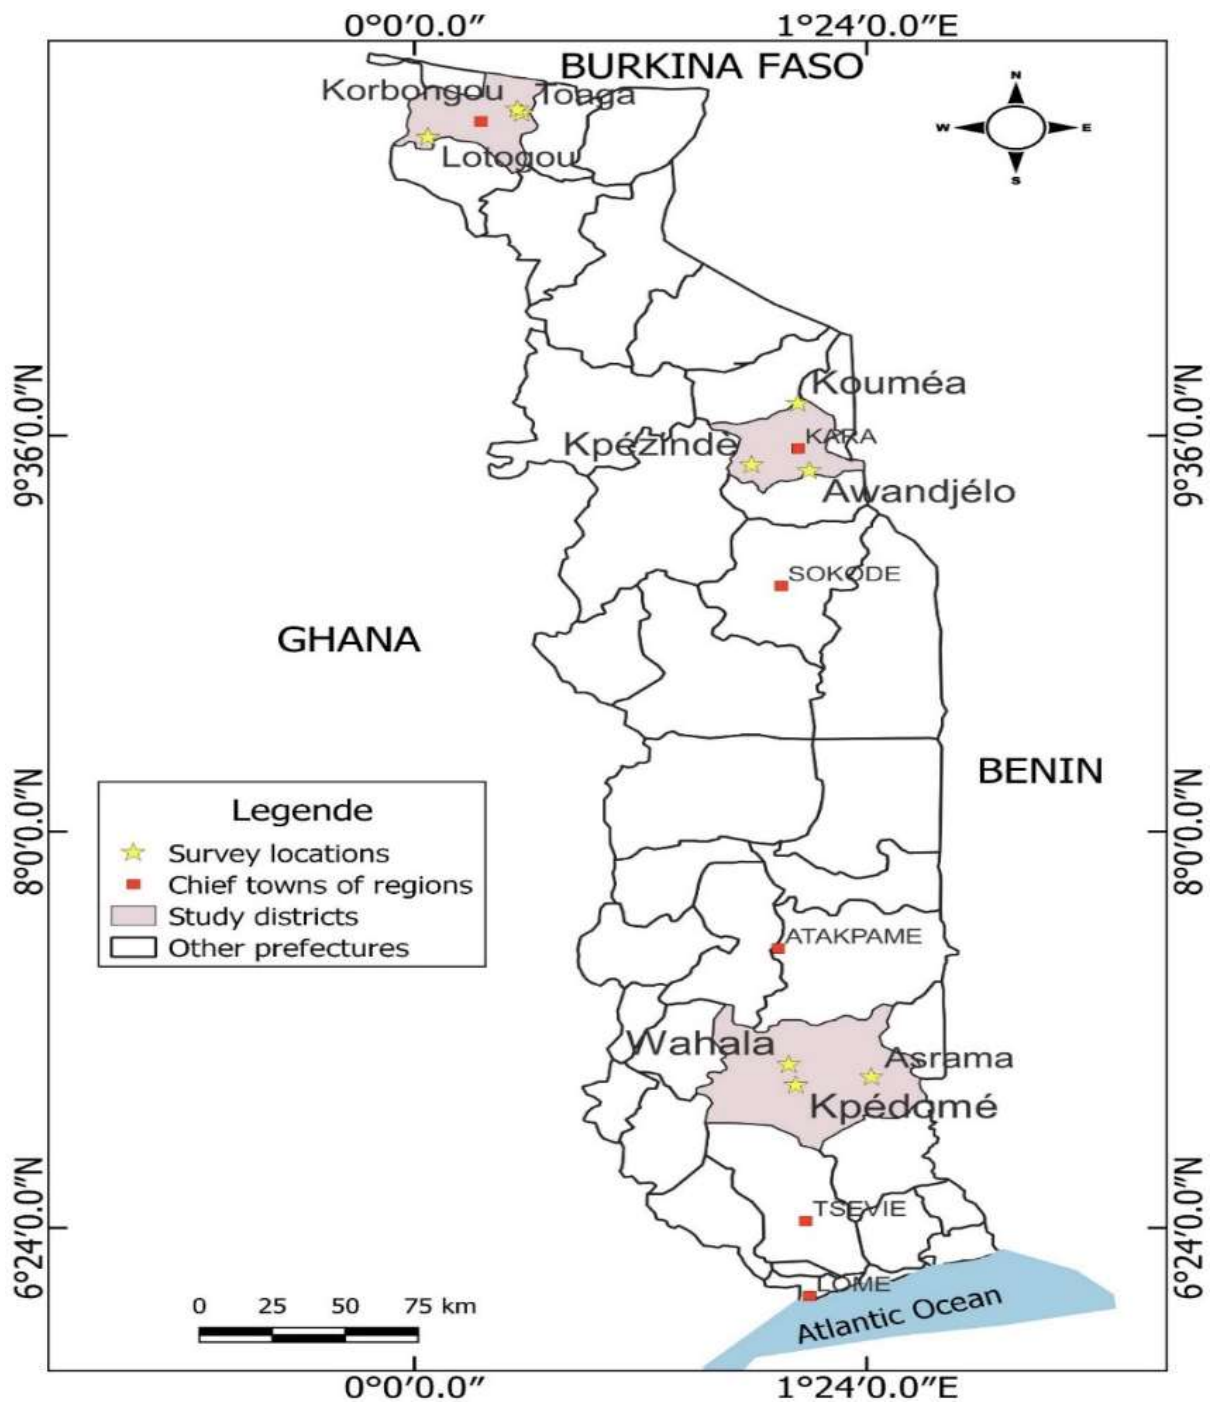 0°0′0.0″ 1°24′0.0″E
BURKINA FASO
Korbongou Toaga
Lotogou
N
W E
S
Kouméa
9°36′0.0″N
KARA
9°36′0.0″N
Kpézindè
Awandjélo
SOKODE
GHANA
BENIN
8°0′0.0″N
8°0′0.0″N
Legende
Survey locations
Chief towns of regions
Study districts
Other prefectures
ATAKPAME
Wahala
Asrama
Kpédomé
6°24′0.0″N
TSEVIE
6°24′0.0″N
LOME
Atlantic Ocean
0 25 50 75 km
0°0′0.0″ 1°24′0.0″E